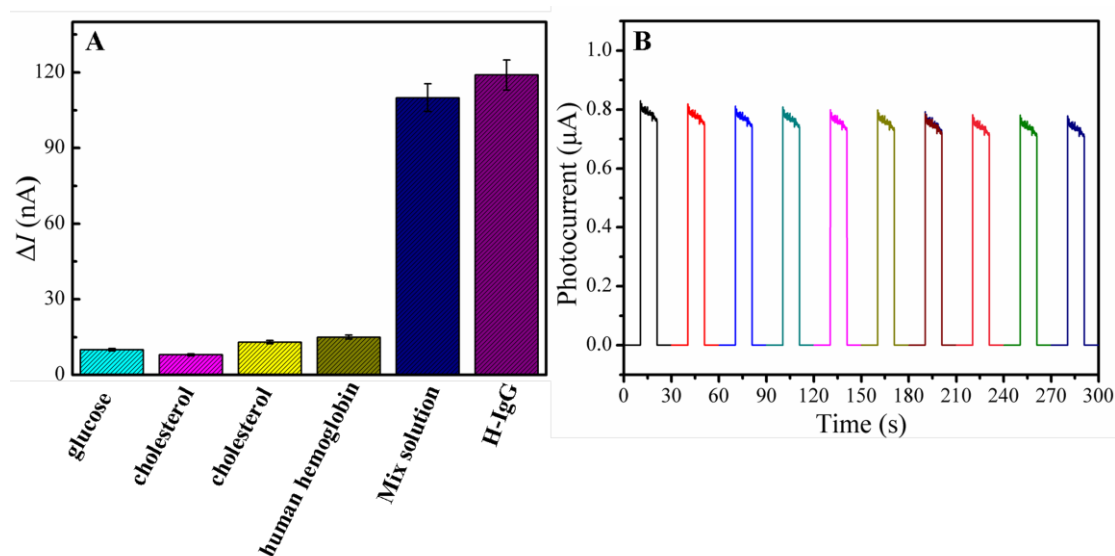 A
ΔI (nA)
120
90
60
30
0
glucose
cholesterol
cholesterol
human hemoglobin
Mix solution
H-IgG
B
Photocurrent (μA)
1.0
0.8
0.6
0.4
0.2
0.0
0 30 60 90 120 150 180 210 240 270 300
Time (s)